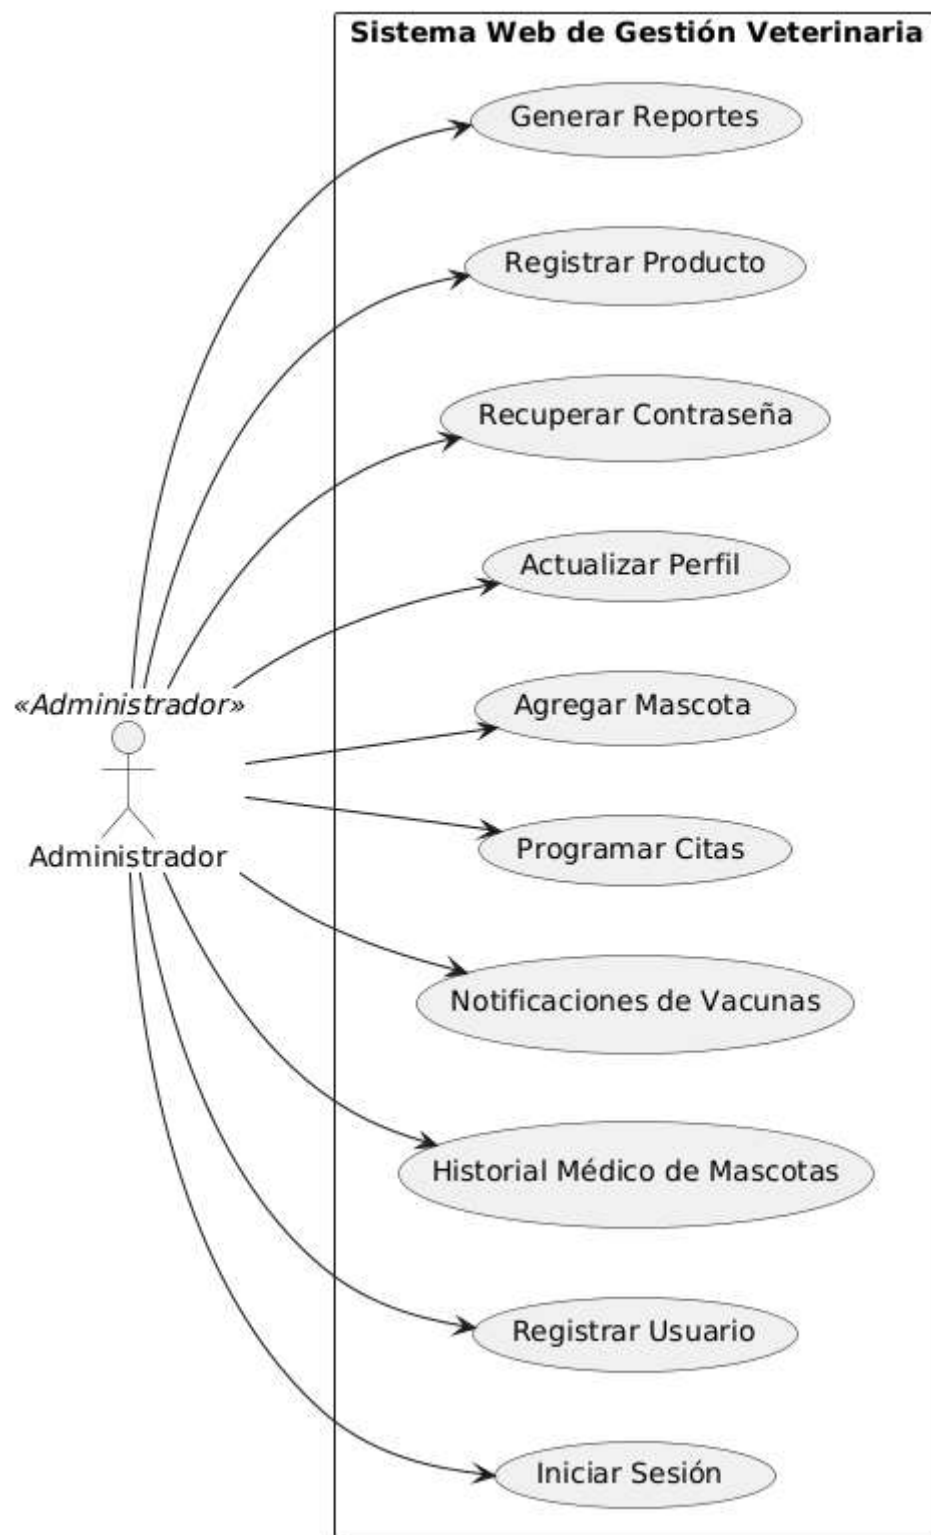 Sistema Web de Gestión Veterinaria
Generar Reportes
Registrar Producto
Recuperar Contraseña
Actualizar Perfil
«Administrador»
Agregar Mascota
Programar Citas
Administrador
Notificaciones de Vacunas
Historial Médico de Mascotas
Registrar Usuario
Iniciar Sesión